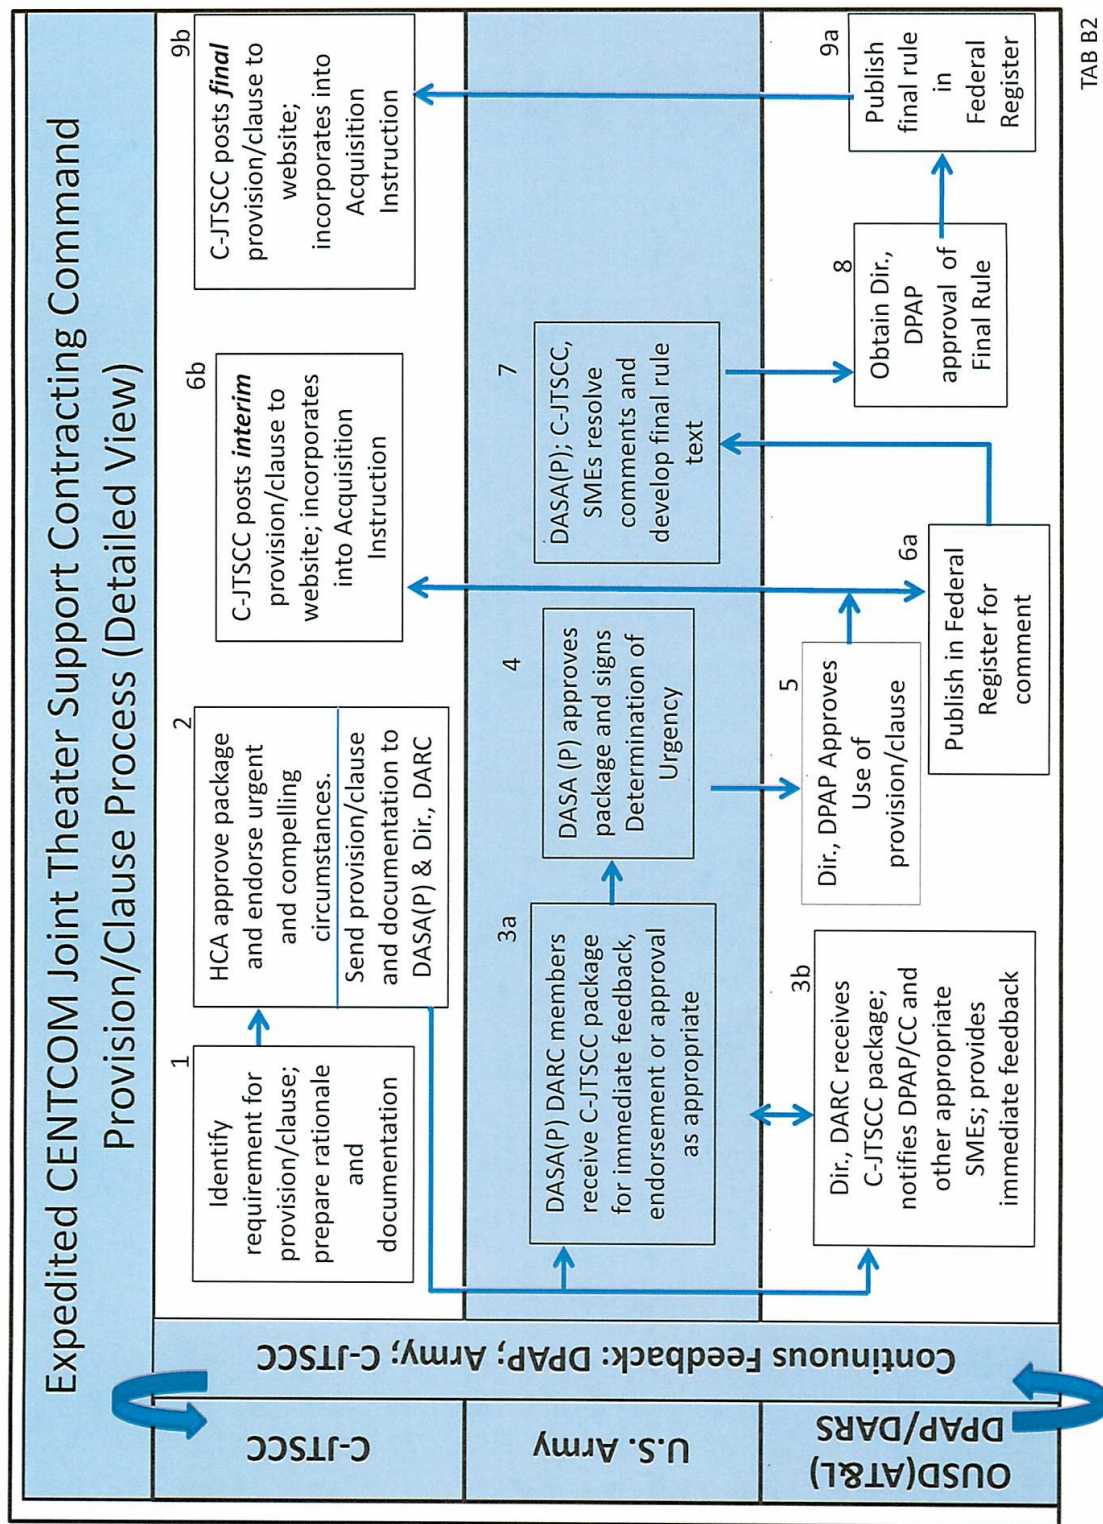 Expedited CENTCOM Joint Theater Support Contracting Command
Provision/Clause Process (Detailed View)
C-JTSCC
U.S. Army
OUSD(AT&L)
DPAP/DARS
Continuous Feedback: DPAP; Army; C-JTSCC
1
Identify
requirement for
provision/clause;
prepare rationale
and
documentation
2
HCA approve package
and endorse urgent
and compelling
circumstances.
Send provision/clause
and documentation to
DASA(P) & Dir., DARC
3a
DASA(P) DARC members
receive C-JTSCC package
for immediate feedback,
endorsement or approval
as appropriate
3b
Dir., DARC receives
C-JTSCC package;
notifies DPAP/CC and
other appropriate
SMEs; provides
immediate feedback
4
DASA (P) approves
package and signs
Determination of
Urgency
5
Dir., DPAP Approves
Use of
provision/clause
6a
Publish in Federal
Register for
comment
6b
C-JTSCC posts interim
provision/clause to
website; incorporates
into Acquisition
Instruction
7
DASA(P); C-JTSCC,
SMEs resolve
comments and
develop final rule
text
8
Obtain Dir.,
DPAP
approval of
Final Rule
9a
Publish
final rule
in
Federal
Register
9b
C-JTSCC posts final
provision/clause to
website;
incorporates into
Acquisition
Instruction
TAB B2